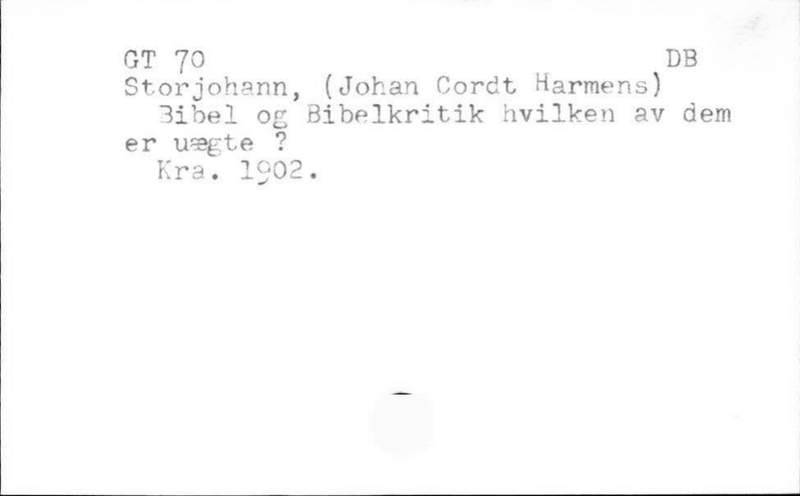 GT 70 DB
Storjohann, (Johan Cordt Harmens)
Bibel og Bibelkritik hvilken av dem
er uægte ?
Kra. 1902.